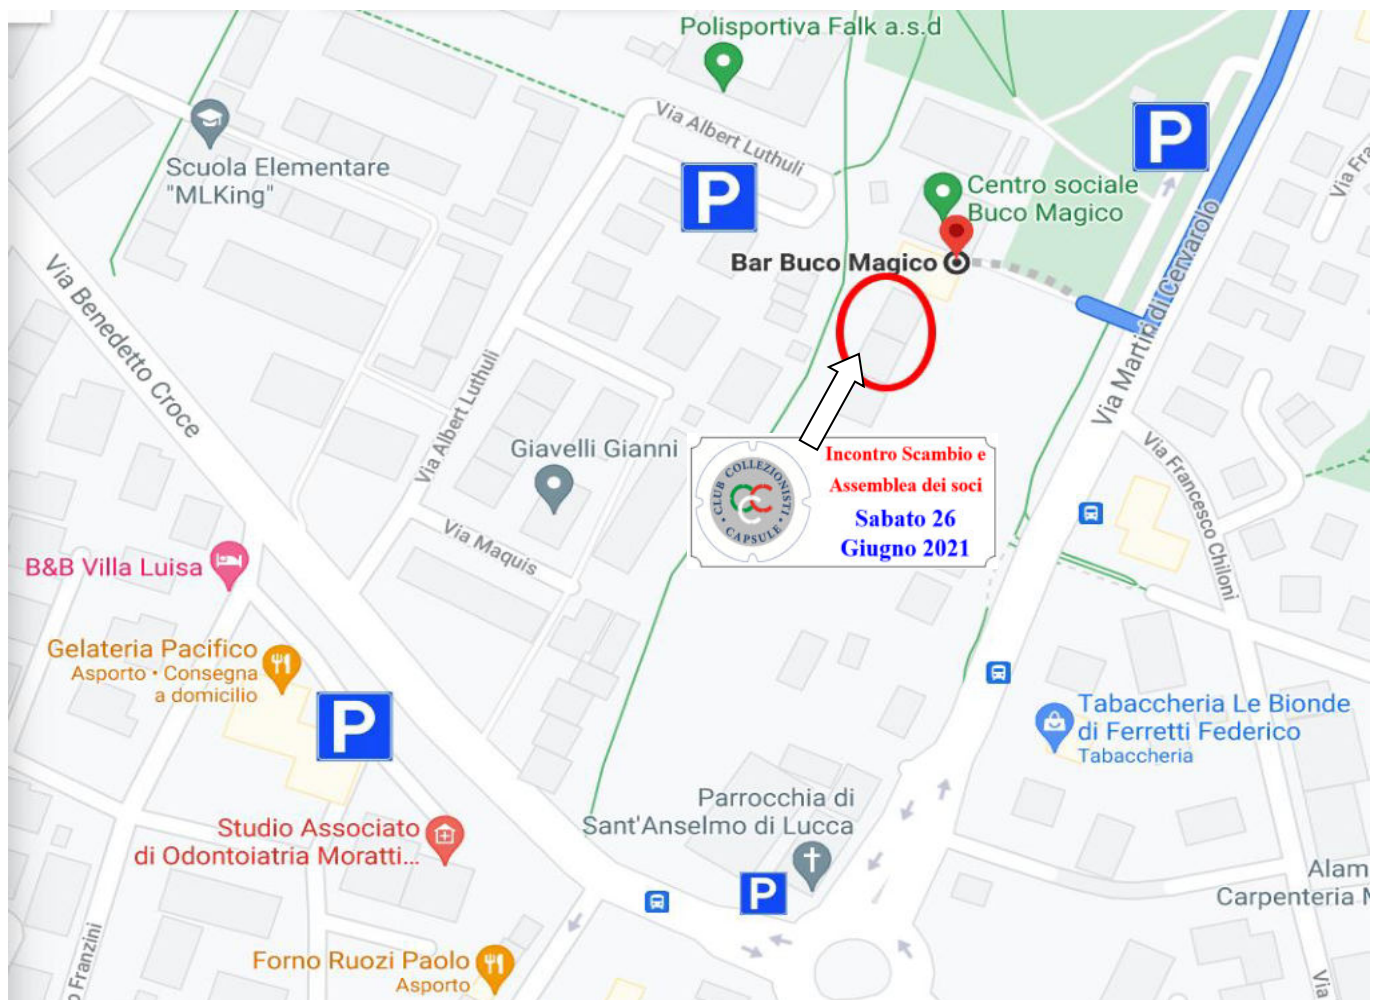 Polisportiva Falk a.s.d
Via Albert Luthuli
P
P
Scuola Elementare
"MLKing"
Centro sociale
Buco Magico
Bar Buco Magico
Via Martiri di Cervarolo
Via Benedetto Croce
Via Albert Luthuli
Giavelli Gianni
CLUB COLLEZIONISTI
CAPSULE
CCC
Incontro Scambio e
Assemblea dei soci
Sabato 26
Giugno 2021
Via Francesco Chiloni
Via Maquis
B&B Villa Luisa
Gelateria Pacifico
Asporto • Consegna
a domicilio
P
Tabaccheria Le Bionde
di Ferretti Federico
Tabaccheria
Parrocchia di
Sant'Anselmo di Lucca
Studio Associato
di Odontoiatria Moratti...
P
Alam
Carpenteria
Forno Ruozi Paolo
Asporto
Franzini
Via